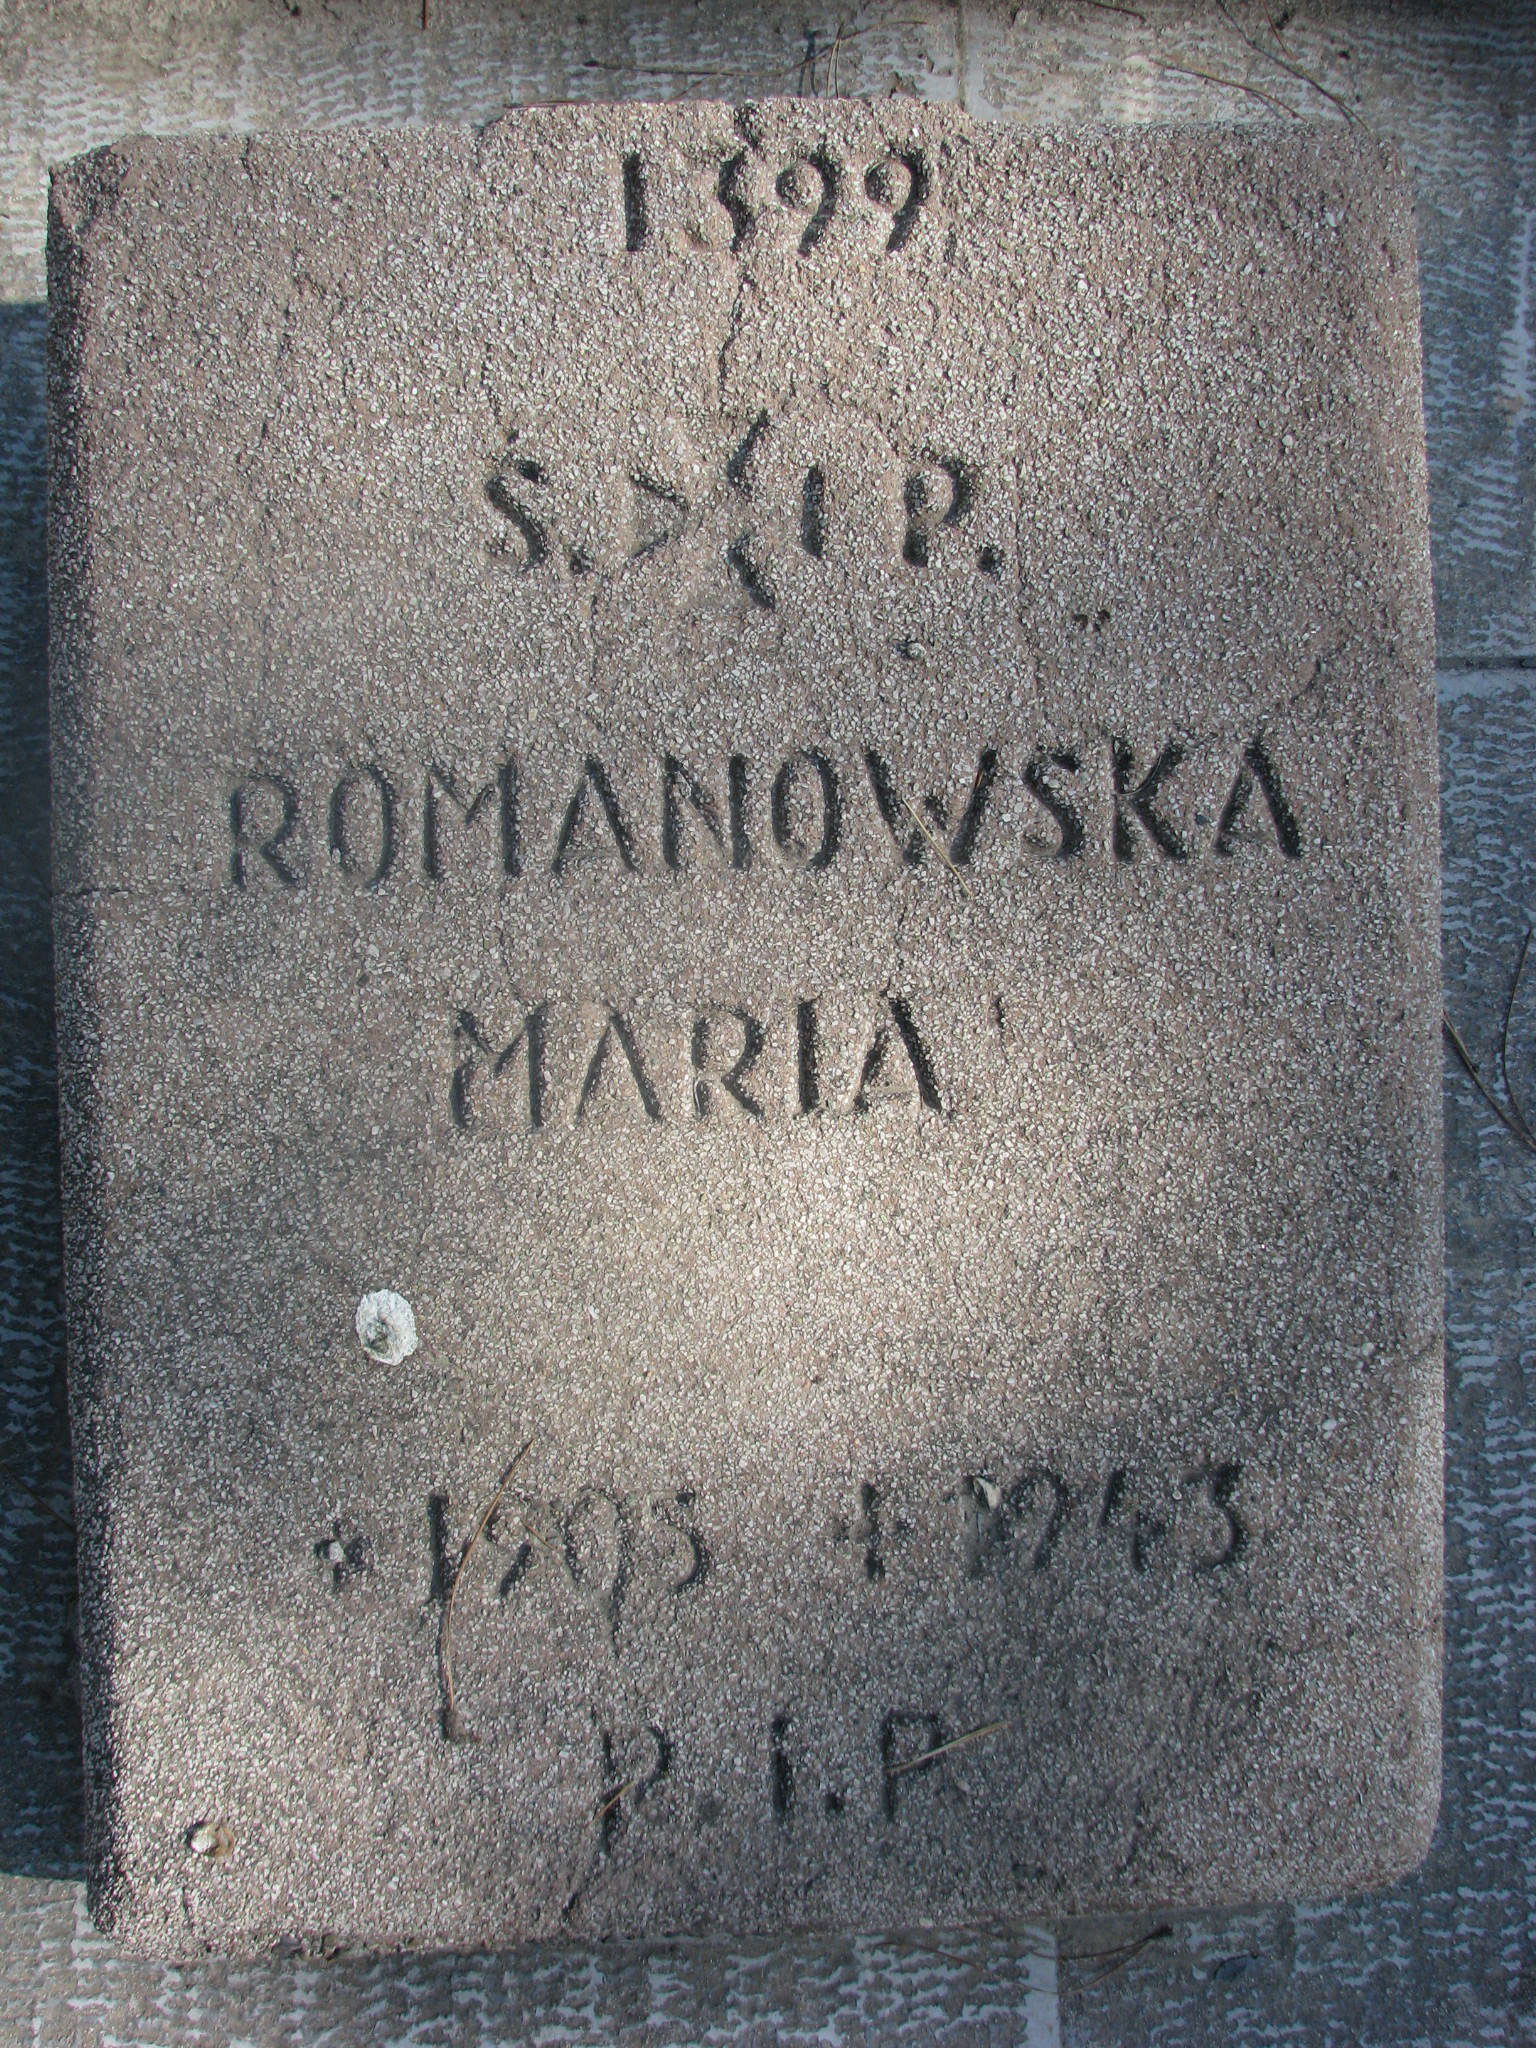 1399
S. P.
ROMANOWSKA
MARIA
+ 1905 + 1943
R.I.P